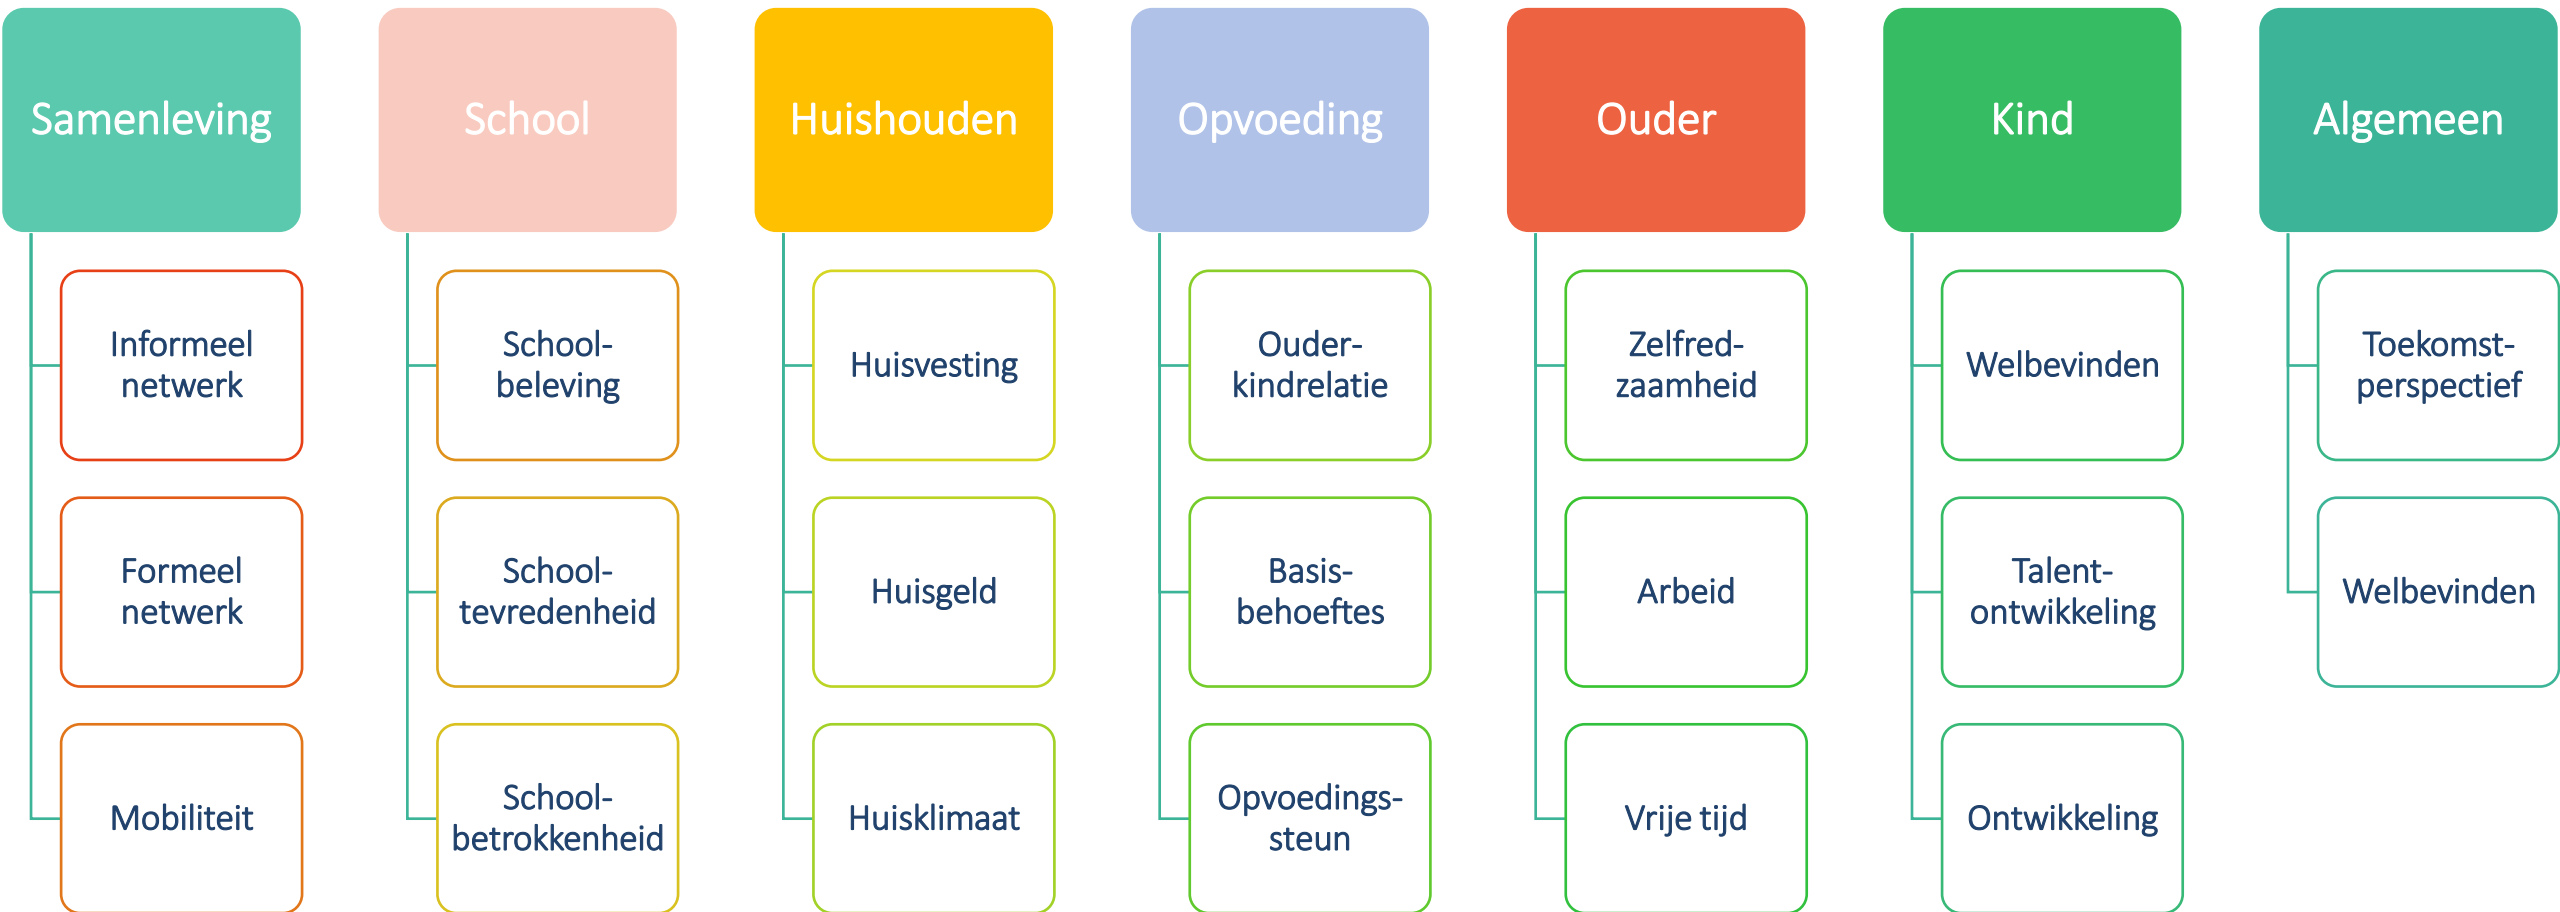 Samenleving
Informeel
netwerk
Formeel
netwerk
Mobiliteit
School
School-
beleving
School-
tevredenheid
School-
betrokkenheid
Huishouden
Huisvesting
Huisgeld
Huisklimaat
Opvoeding
Ouder-
kindrelatie
Basis-
behoeftes
Opvoedings-
steun
Ouder
Zelfred-
zaamheid
Arbeid
Vrije tijd
Kind
Welbevinden
Talent-
ontwikkeling
Ontwikkeling
Algemeen
Toekomst-
perspectief
Welbevinden